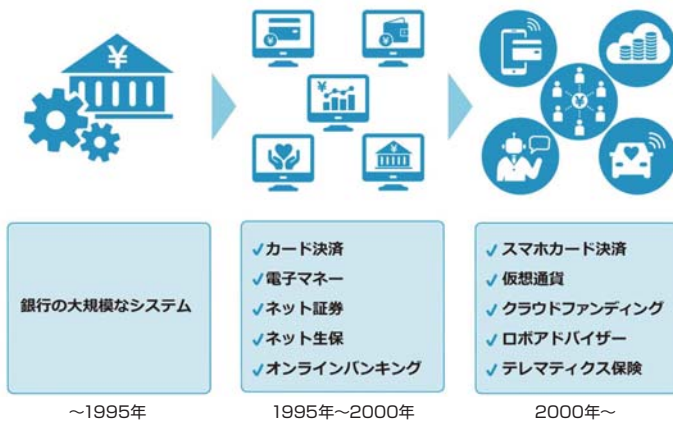 銀行の大規模なシステム
✓カード決済
✓電子マネー
✓ネット証券
✓ネット生保
✓オンラインバンキング
✓スマホカード決済
✓仮想通貨
✓クラウドファンディング
✓ロボアドバイザー
✓テレマティクス保険
～1995年
1995年～2000年
2000年～